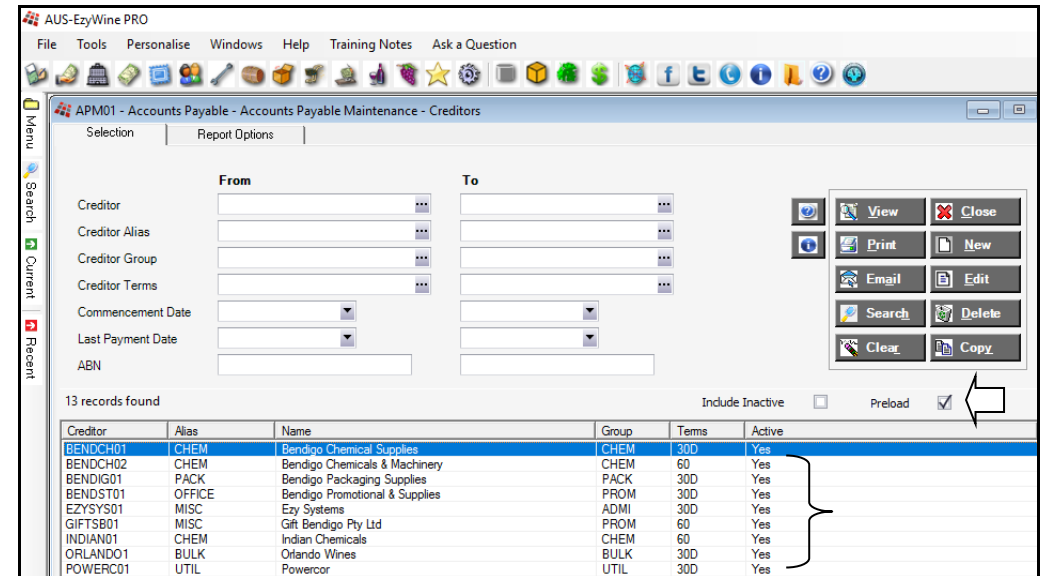 AUS-EzyWine PRO
File Tools Personalise Windows Help Training Notes Ask a Question
Menu
Search
Current
Recent
APM01 - Accounts Payable - Accounts Payable Maintenance - Creditors
Selection Report Options
From To
Creditor
Creditor Alias
Creditor Group
Creditor Terms
Commencement Date
Last Payment Date
ABN
View Close
Print New
Email Edit
Search Delete
Clear Copy
13 records found Include Inactive Preload
Creditor Alias Name Group Terms Active
BENDCH01 CHEM Bendigo Chemical Supplies CHEM 30D Yes
BENDCH02 CHEM Bendigo Chemicals & Machinery CHEM 60 Yes
BENDIG01 PACK Bendigo Packaging Supplies PACK 30D Yes
BENDST01 OFFICE Bendigo Promotional & Supplies PROM 30D Yes
EZYSYS01 MISC Ezy Systems ADMI 30D Yes
GIFTSB01 MISC Gift Bendigo Pty Ltd PROM 60 Yes
INDIAN01 CHEM Indian Chemicals CHEM 60 Yes
ORLANDO1 BULK Orlando Wines BULK 30D Yes
POWERC01 UTIL Powercor UTIL 30D Yes